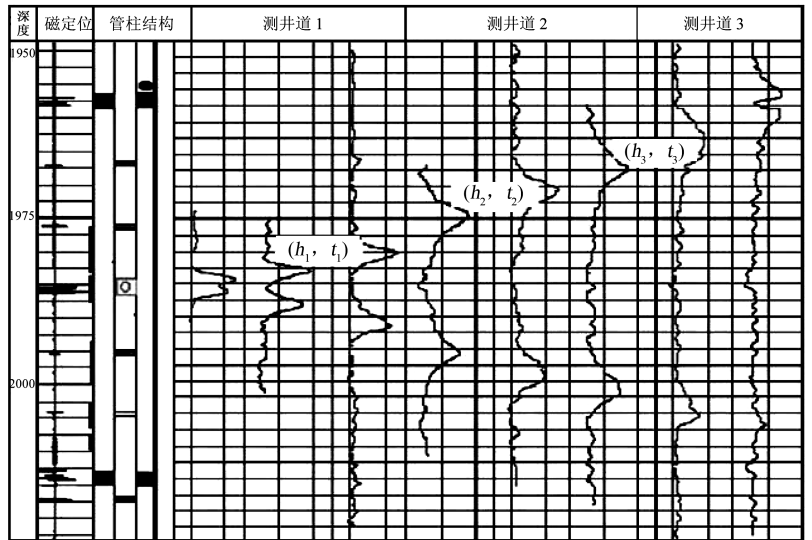 深度 磁定位 管柱结构 测井道 1 测井道 2 测井道 3
1950
(h₃, t₃)
(h₂, t₂)
1975
(h₁, t₁)
2000